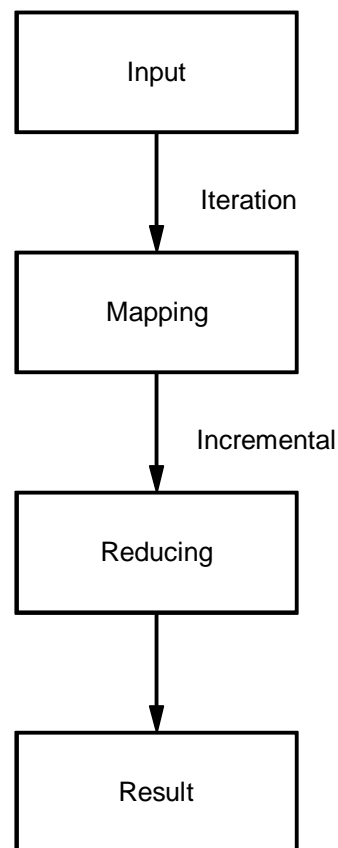 Input
Iteration
Mapping
Incremental
Reducing
Result